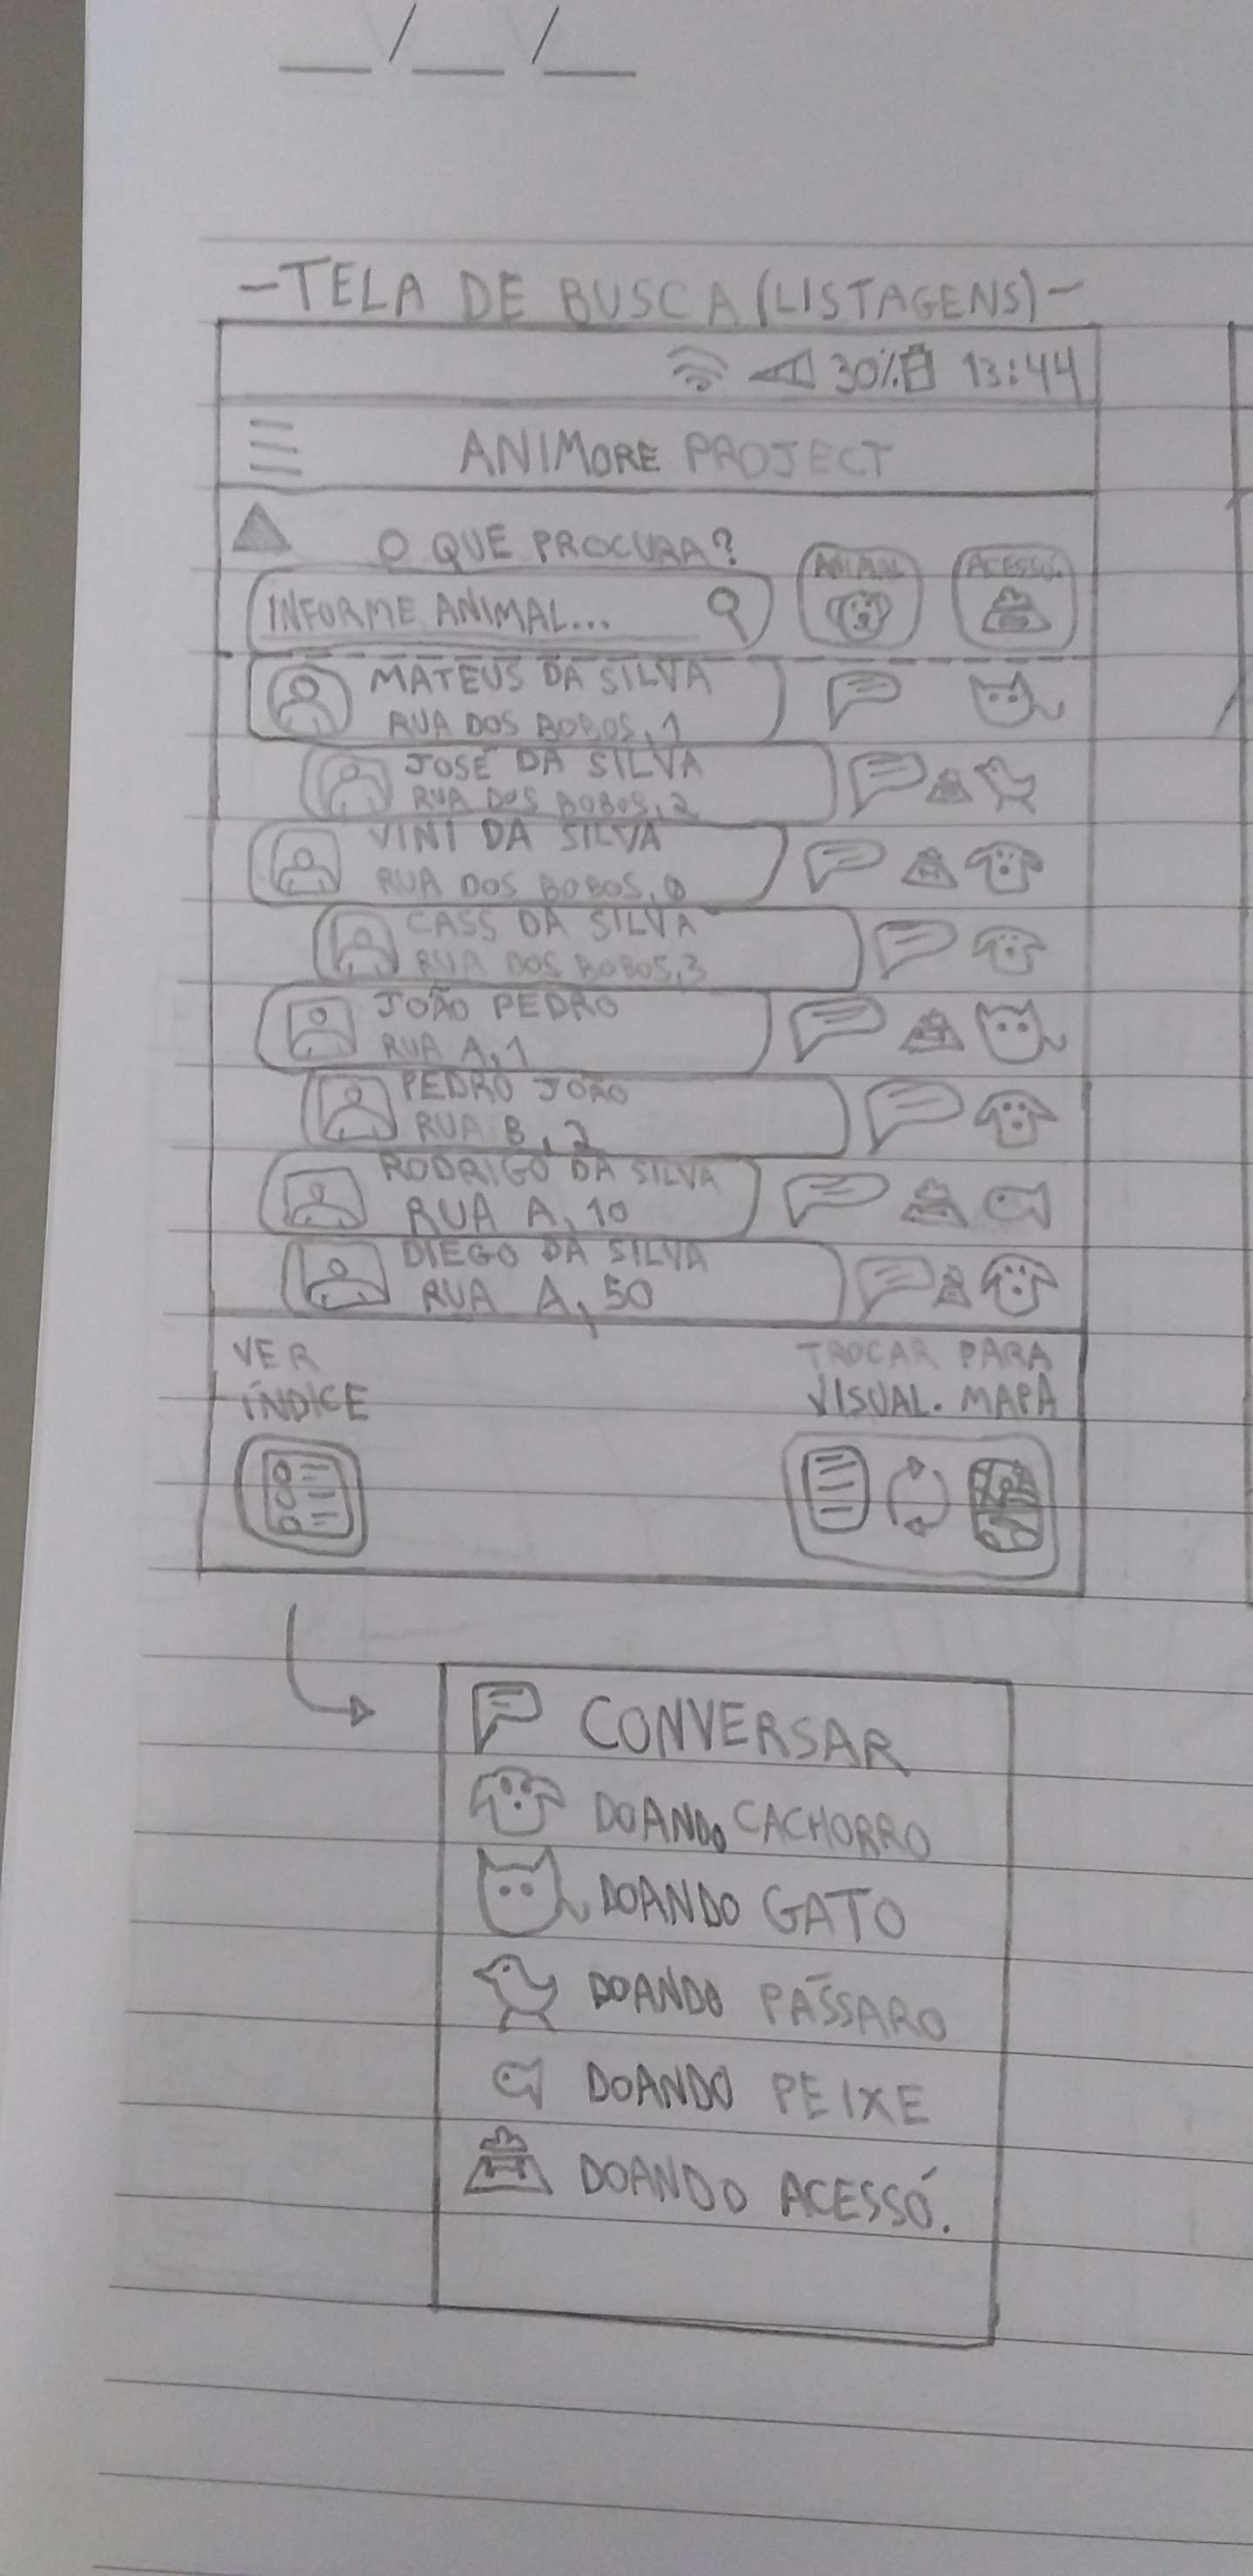 __/__/__
-TELA DE BUSCA (LISTAGENS)-
30% 13:44
ANIMORE PROJECT
O QUE PROCURA?
ANIMAL
ACESSÓ.
INFORME ANIMAL...
MATEUS DA SILVA
RUA DOS BOBOS, 1
JOSÉ DA SILVA
RUA DOS BOBOS, 2
VINI DA SILVA
RUA DOS BOBOS, 0
CASS DA SILVA
RUA DOS BOBOS, 3
JOÃO PEDRO
RUA A, 1
PEDRO JOÃO
RUA B, 2
RODRIGO DA SILVA
RUA A, 10
DIEGO DA SILVA
RUA A, 50
VER
ÍNDICE
TROCAR PARA
VISUAL. MAPA
CONVERSAR
DOANDO CACHORRO
DOANDO GATO
DOANDO PÁSSARO
DOANDO PEIXE
DOANDO ACESSÓ.